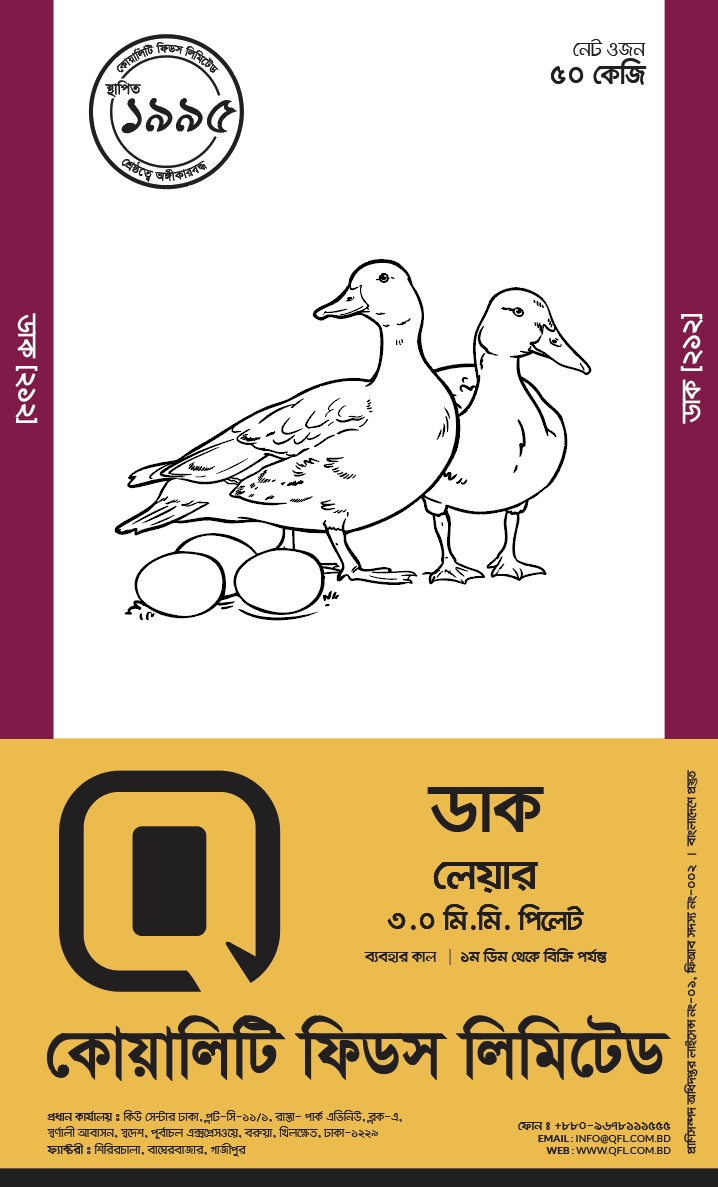 কোয়ালিটি ফিডস লিমিটেড
স্থাপিত
১৯৯৫
শ্রেষ্ঠত্বে অঙ্গীকারবদ্ধ
নেট ওজন
৫০ কেজি
ডাক [২১২]
ডাক [২১২]
ডাক
লেয়ার
৩.০ মি.মি. পিলেট
ব্যবহার কাল | ১ম ডিম থেকে বিক্রি পর্যন্ত
কোয়ালিটি ফিডস লিমিটেড
প্রধান কার্যালয় : কিউ সেন্টার ঢাকা, প্লট-সি-১১/১, রাস্তা- পার্ক এভিনিউ, ব্লক-এ,
স্বর্ণালী আবাসন, স্বদেশ, পূর্বাচল এক্সপ্রেসওয়ে, বরুয়া, খিলক্ষেত, ঢাকা-১২২৯
ফ্যাক্টরী : শিরিরচালা, বাঘেরবাজার, গাজীপুর
ফোন : +৮৮০-৯৬৭৮১১১৫৫৫
EMAIL : INFO@QFL.COM.BD
WEB : WWW.QFL.COM.BD
প্রাণিসম্পদ অধিদপ্তর লাইসেন্স নং-০১, ফিআব সদস্য নং-০০২ | বাংলাদেশে প্রস্তুত